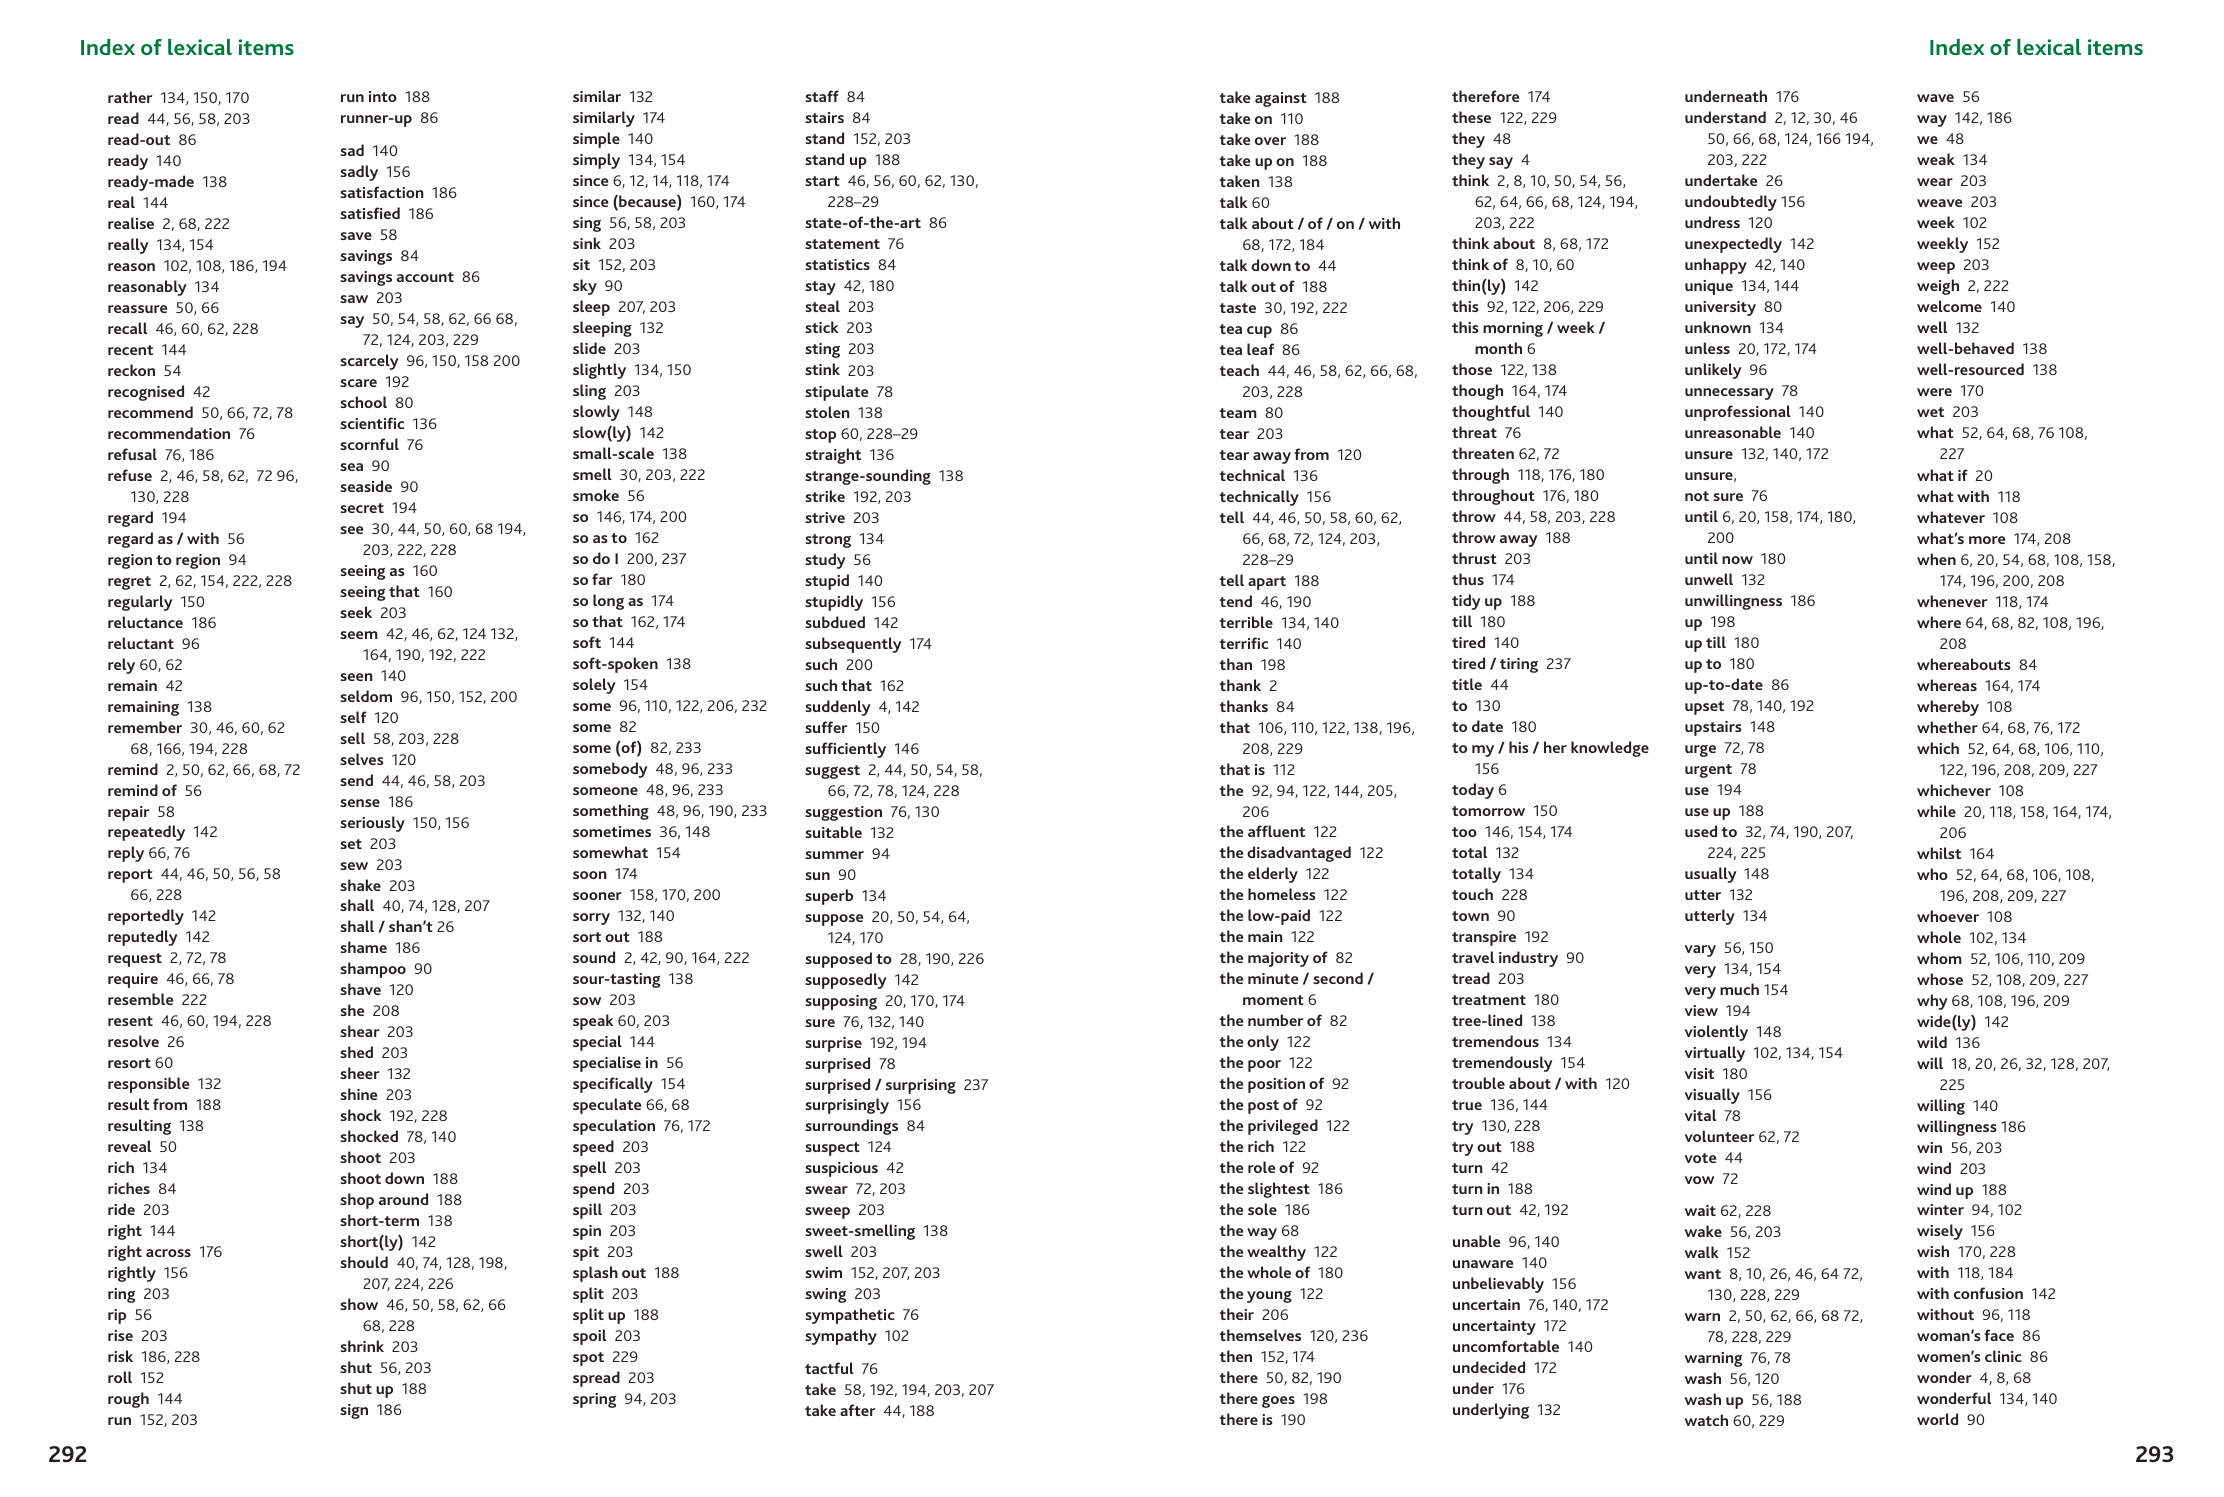 Index of lexical items
rather 134, 150, 170
read 44, 56, 58, 203
read-out 86
ready 140
ready-made 138
real 144
realise 2, 68, 222
really 134, 154
reason 102, 108, 186, 194
reasonably 134
reassure 50, 66
recall 46, 60, 62, 228
recent 144
reckon 54
recognised 42
recommend 50, 66, 72, 78
recommendation 76
refusal 76, 186
refuse 2, 46, 58, 62, 72 96,
130, 228
regard 194
regard as / with 56
region to region 94
regret 2, 62, 154, 222, 228
regularly 150
reluctance 186
reluctant 96
rely 60, 62
remain 42
remaining 138
remember 30, 46, 60, 62
68, 166, 194, 228
remind 2, 50, 62, 66, 68, 72
remind of 56
repair 58
repeatedly 142
reply 66, 76
report 44, 46, 50, 56, 58
66, 228
reportedly 142
reputedly 142
request 2, 72, 78
require 46, 66, 78
resemble 222
resent 46, 60, 194, 228
resolve 26
resort 60
responsible 132
result from 188
resulting 138
reveal 50
rich 134
riches 84
ride 203
right 144
right across 176
rightly 156
ring 203
rip 56
rise 203
risk 186, 228
roll 152
rough 144
run 152, 203
run into 188
runner-up 86
sad 140
sadly 156
satisfaction 186
satisfied 186
save 58
savings 84
savings account 86
saw 203
say 50, 54, 58, 62, 66 68,
72, 124, 203, 229
scarcely 96, 150, 158 200
scare 192
school 80
scientific 136
scornful 76
sea 90
seaside 90
secret 194
see 30, 44, 50, 60, 68 194,
203, 222, 228
seeing as 160
seeing that 160
seek 203
seem 42, 46, 62, 124 132,
164, 190, 192, 222
seen 140
seldom 96, 150, 152, 200
self 120
sell 58, 203, 228
selves 120
send 44, 46, 58, 203
sense 186
seriously 150, 156
set 203
sew 203
shake 203
shall 40, 74, 128, 207
shall / shan't 26
shame 186
shampoo 90
shave 120
she 208
shear 203
shed 203
sheer 132
shine 203
shock 192, 228
shocked 78, 140
shoot 203
shoot down 188
shop around 188
short-term 138
short(ly) 142
should 40, 74, 128, 198,
207, 224, 226
show 46, 50, 58, 62, 66
68, 228
shrink 203
shut 56, 203
shut up 188
sign 186
similar 132
similarly 174
simple 140
simply 134, 154
since 6, 12, 14, 118, 174
since (because) 160, 174
sing 56, 58, 203
sink 203
sit 152, 203
sky 90
sleep 207, 203
sleeping 132
slide 203
slightly 134, 150
sling 203
slowly 148
slow(ly) 142
small-scale 138
smell 30, 203, 222
smoke 56
so 146, 174, 200
so as to 162
so do I 200, 237
so far 180
so long as 174
so that 162, 174
soft 144
soft-spoken 138
solely 154
some 96, 110, 122, 206, 232
some 82
some (of) 82, 233
somebody 48, 96, 233
someone 48, 96, 233
something 48, 96, 190, 233
sometimes 36, 148
somewhat 154
soon 174
sooner 158, 170, 200
sorry 132, 140
sort out 188
sound 2, 42, 90, 164, 222
sour-tasting 138
sow 203
speak 60, 203
special 144
specialise in 56
specifically 154
speculate 66, 68
speculation 76, 172
speed 203
spell 203
spend 203
spill 203
spin 203
spit 203
splash out 188
split 203
split up 188
spoil 203
spot 229
spread 203
spring 94, 203
staff 84
stairs 84
stand 152, 203
stand up 188
start 46, 56, 60, 62, 130,
228–29
state-of-the-art 86
statement 76
statistics 84
stay 42, 180
steal 203
stick 203
sting 203
stink 203
stipulate 78
stolen 138
stop 60, 228–29
straight 136
strange-sounding 138
strike 192, 203
strive 203
strong 134
study 56
stupid 140
stupidly 156
subdued 142
subsequently 174
such 200
such that 162
suddenly 4, 142
suffer 150
sufficiently 146
suggest 2, 44, 50, 54, 58,
66, 72, 78, 124, 228
suggestion 76, 130
suitable 132
summer 94
sun 90
superb 134
suppose 20, 50, 54, 64,
124, 170
supposed to 28, 190, 226
supposedly 142
supposing 20, 170, 174
sure 76, 132, 140
surprise 192, 194
surprised 78
surprised / surprising 237
surprisingly 156
surroundings 84
suspect 124
suspicious 42
swear 72, 203
sweep 203
sweet-smelling 138
swell 203
swim 152, 207, 203
swing 203
sympathetic 76
sympathy 102
tactful 76
take 58, 192, 194, 203, 207
take after 44, 188
292
Index of lexical items
take against 188
take on 110
take over 188
take up on 188
taken 138
talk 60
talk about / of / on / with
68, 172, 184
talk down to 44
talk out of 188
taste 30, 192, 222
tea cup 86
tea leaf 86
teach 44, 46, 58, 62, 66, 68,
203, 228
team 80
tear 203
tear away from 120
technical 136
technically 156
tell 44, 46, 50, 58, 60, 62,
66, 68, 72, 124, 203,
228–29
tell apart 188
tend 46, 190
terrible 134, 140
terrific 140
than 198
thank 2
thanks 84
that 106, 110, 122, 138, 196,
208, 229
that is 112
the 92, 94, 122, 144, 205,
206
the affluent 122
the disadvantaged 122
the elderly 122
the homeless 122
the low-paid 122
the main 122
the majority of 82
the minute / second /
moment 6
the number of 82
the only 122
the poor 122
the position of 92
the post of 92
the privileged 122
the rich 122
the role of 92
the slightest 186
the sole 186
the way 68
the wealthy 122
the whole of 180
the young 122
their 206
themselves 120, 236
then 152, 174
there 50, 82, 190
there goes 198
there is 190
therefore 174
these 122, 229
they 48
they say 4
think 2, 8, 10, 50, 54, 56,
62, 64, 66, 68, 124, 194,
203, 222
think about 8, 68, 172
think of 8, 10, 60
thin(ly) 142
this 92, 122, 206, 229
this morning / week /
month 6
those 122, 138
though 164, 174
thoughtful 140
threat 76
threaten 62, 72
through 118, 176, 180
throughout 176, 180
throw 44, 58, 203, 228
throw away 188
thrust 203
thus 174
tidy up 188
till 180
tired 140
tired / tiring 237
title 44
to 130
to date 180
to my / his / her knowledge
156
today 6
tomorrow 150
too 146, 154, 174
total 132
totally 134
touch 228
town 90
transpire 192
travel industry 90
tread 203
treatment 180
tree-lined 138
tremendous 134
tremendously 154
trouble about / with 120
true 136, 144
try 130, 228
try out 188
turn 42
turn in 188
turn out 42, 192
unable 96, 140
unaware 140
unbelievably 156
uncertain 76, 140, 172
uncertainty 172
uncomfortable 140
undecided 172
under 176
underlying 132
underneath 176
understand 2, 12, 30, 46
50, 66, 68, 124, 166 194,
203, 222
undertake 26
undoubtedly 156
undress 120
unexpectedly 142
unhappy 42, 140
unique 134, 144
university 80
unknown 134
unless 20, 172, 174
unlikely 96
unnecessary 78
unprofessional 140
unreasonable 140
unsure 132, 140, 172
unsure,
not sure 76
until 6, 20, 158, 174, 180,
200
until now 180
unwell 132
unwillingness 186
up 198
up till 180
up to 180
up-to-date 86
upset 78, 140, 192
upstairs 148
urge 72, 78
urgent 78
use 194
use up 188
used to 32, 74, 190, 207,
224, 225
usually 148
utter 132
utterly 134
vary 56, 150
very 134, 154
very much 154
view 194
violently 148
virtually 102, 134, 154
visit 180
visually 156
vital 78
volunteer 62, 72
vote 44
vow 72
wait 62, 228
wake 56, 203
walk 152
want 8, 10, 26, 46, 64 72,
130, 228, 229
warn 2, 50, 62, 66, 68 72,
78, 228, 229
warning 76, 78
wash 56, 120
wash up 56, 188
watch 60, 229
wave 56
way 142, 186
we 48
weak 134
wear 203
weave 203
week 102
weekly 152
weep 203
weigh 2, 222
welcome 140
well 132
well-behaved 138
well-resourced 138
were 170
wet 203
what 52, 64, 68, 76 108,
227
what if 20
what with 118
whatever 108
what's more 174, 208
when 6, 20, 54, 68, 108, 158,
174, 196, 200, 208
whenever 118, 174
where 64, 68, 82, 108, 196,
208
whereabouts 84
whereas 164, 174
whereby 108
whether 64, 68, 76, 172
which 52, 64, 68, 106, 110,
122, 196, 208, 209, 227
whichever 108
while 20, 118, 158, 164, 174,
206
whilst 164
who 52, 64, 68, 106, 108,
196, 208, 209, 227
whoever 108
whole 102, 134
whom 52, 106, 110, 209
whose 52, 108, 209, 227
why 68, 108, 196, 209
wide(ly) 142
wild 136
will 18, 20, 26, 32, 128, 207,
225
willing 140
willingness 186
win 56, 203
wind 203
wind up 188
winter 94, 102
wisely 156
wish 170, 228
with 118, 184
with confusion 142
without 96, 118
woman's face 86
women's clinic 86
wonder 4, 8, 68
wonderful 134, 140
world 90
293